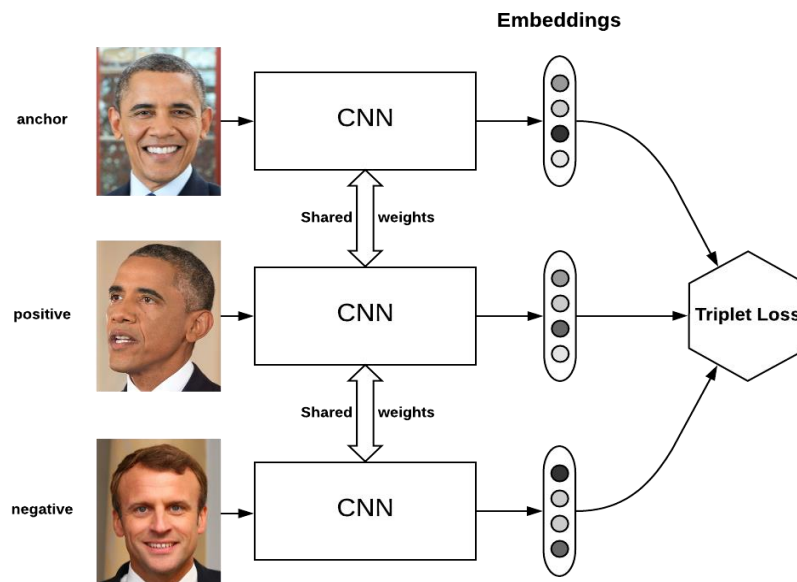 Embeddings
anchor
CNN
Shared weights
positive
CNN
Triplet Loss
Shared weights
negative
CNN